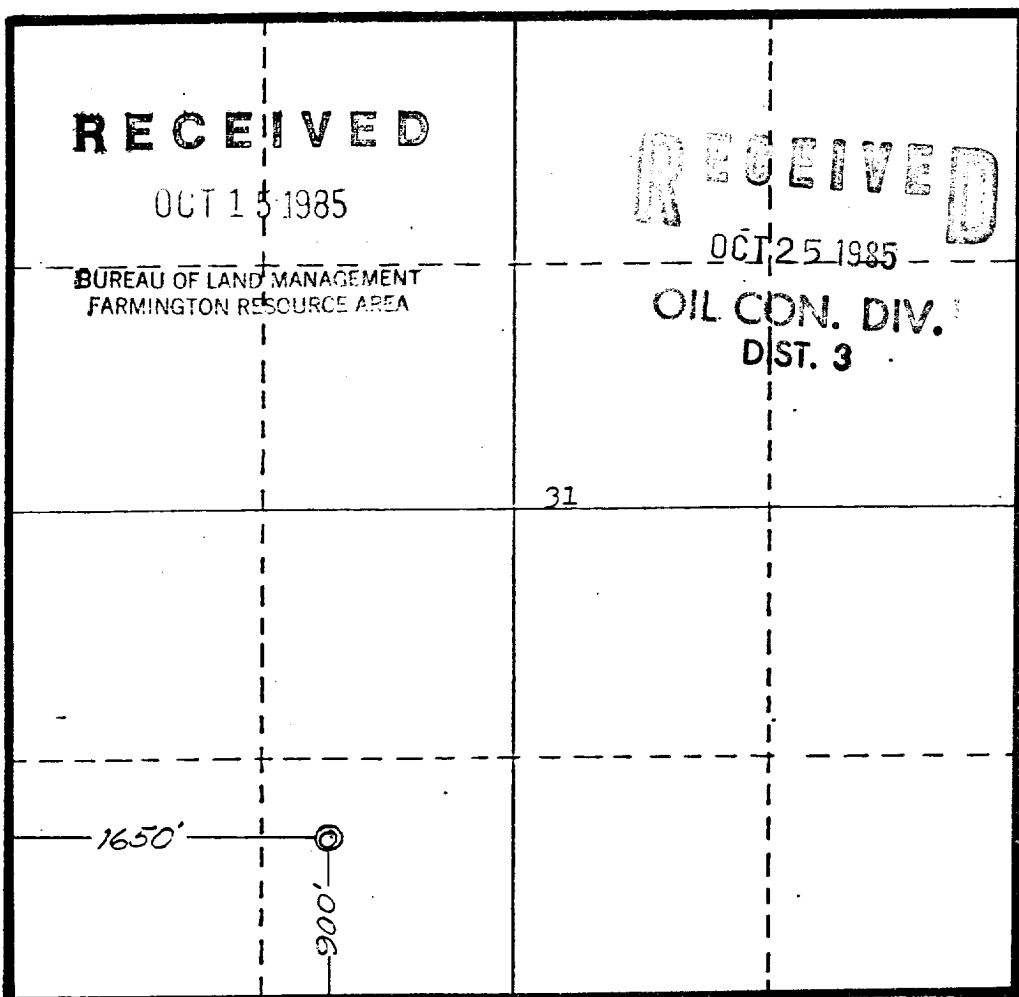 RECEIVED
OCT 15 1985
BUREAU OF LAND MANAGEMENT
FARMINGTON RESOURCE AREA
RECEIVED
OCT 25 1985
OIL CON. DIV.
DIST. 3
31
1650'
900'